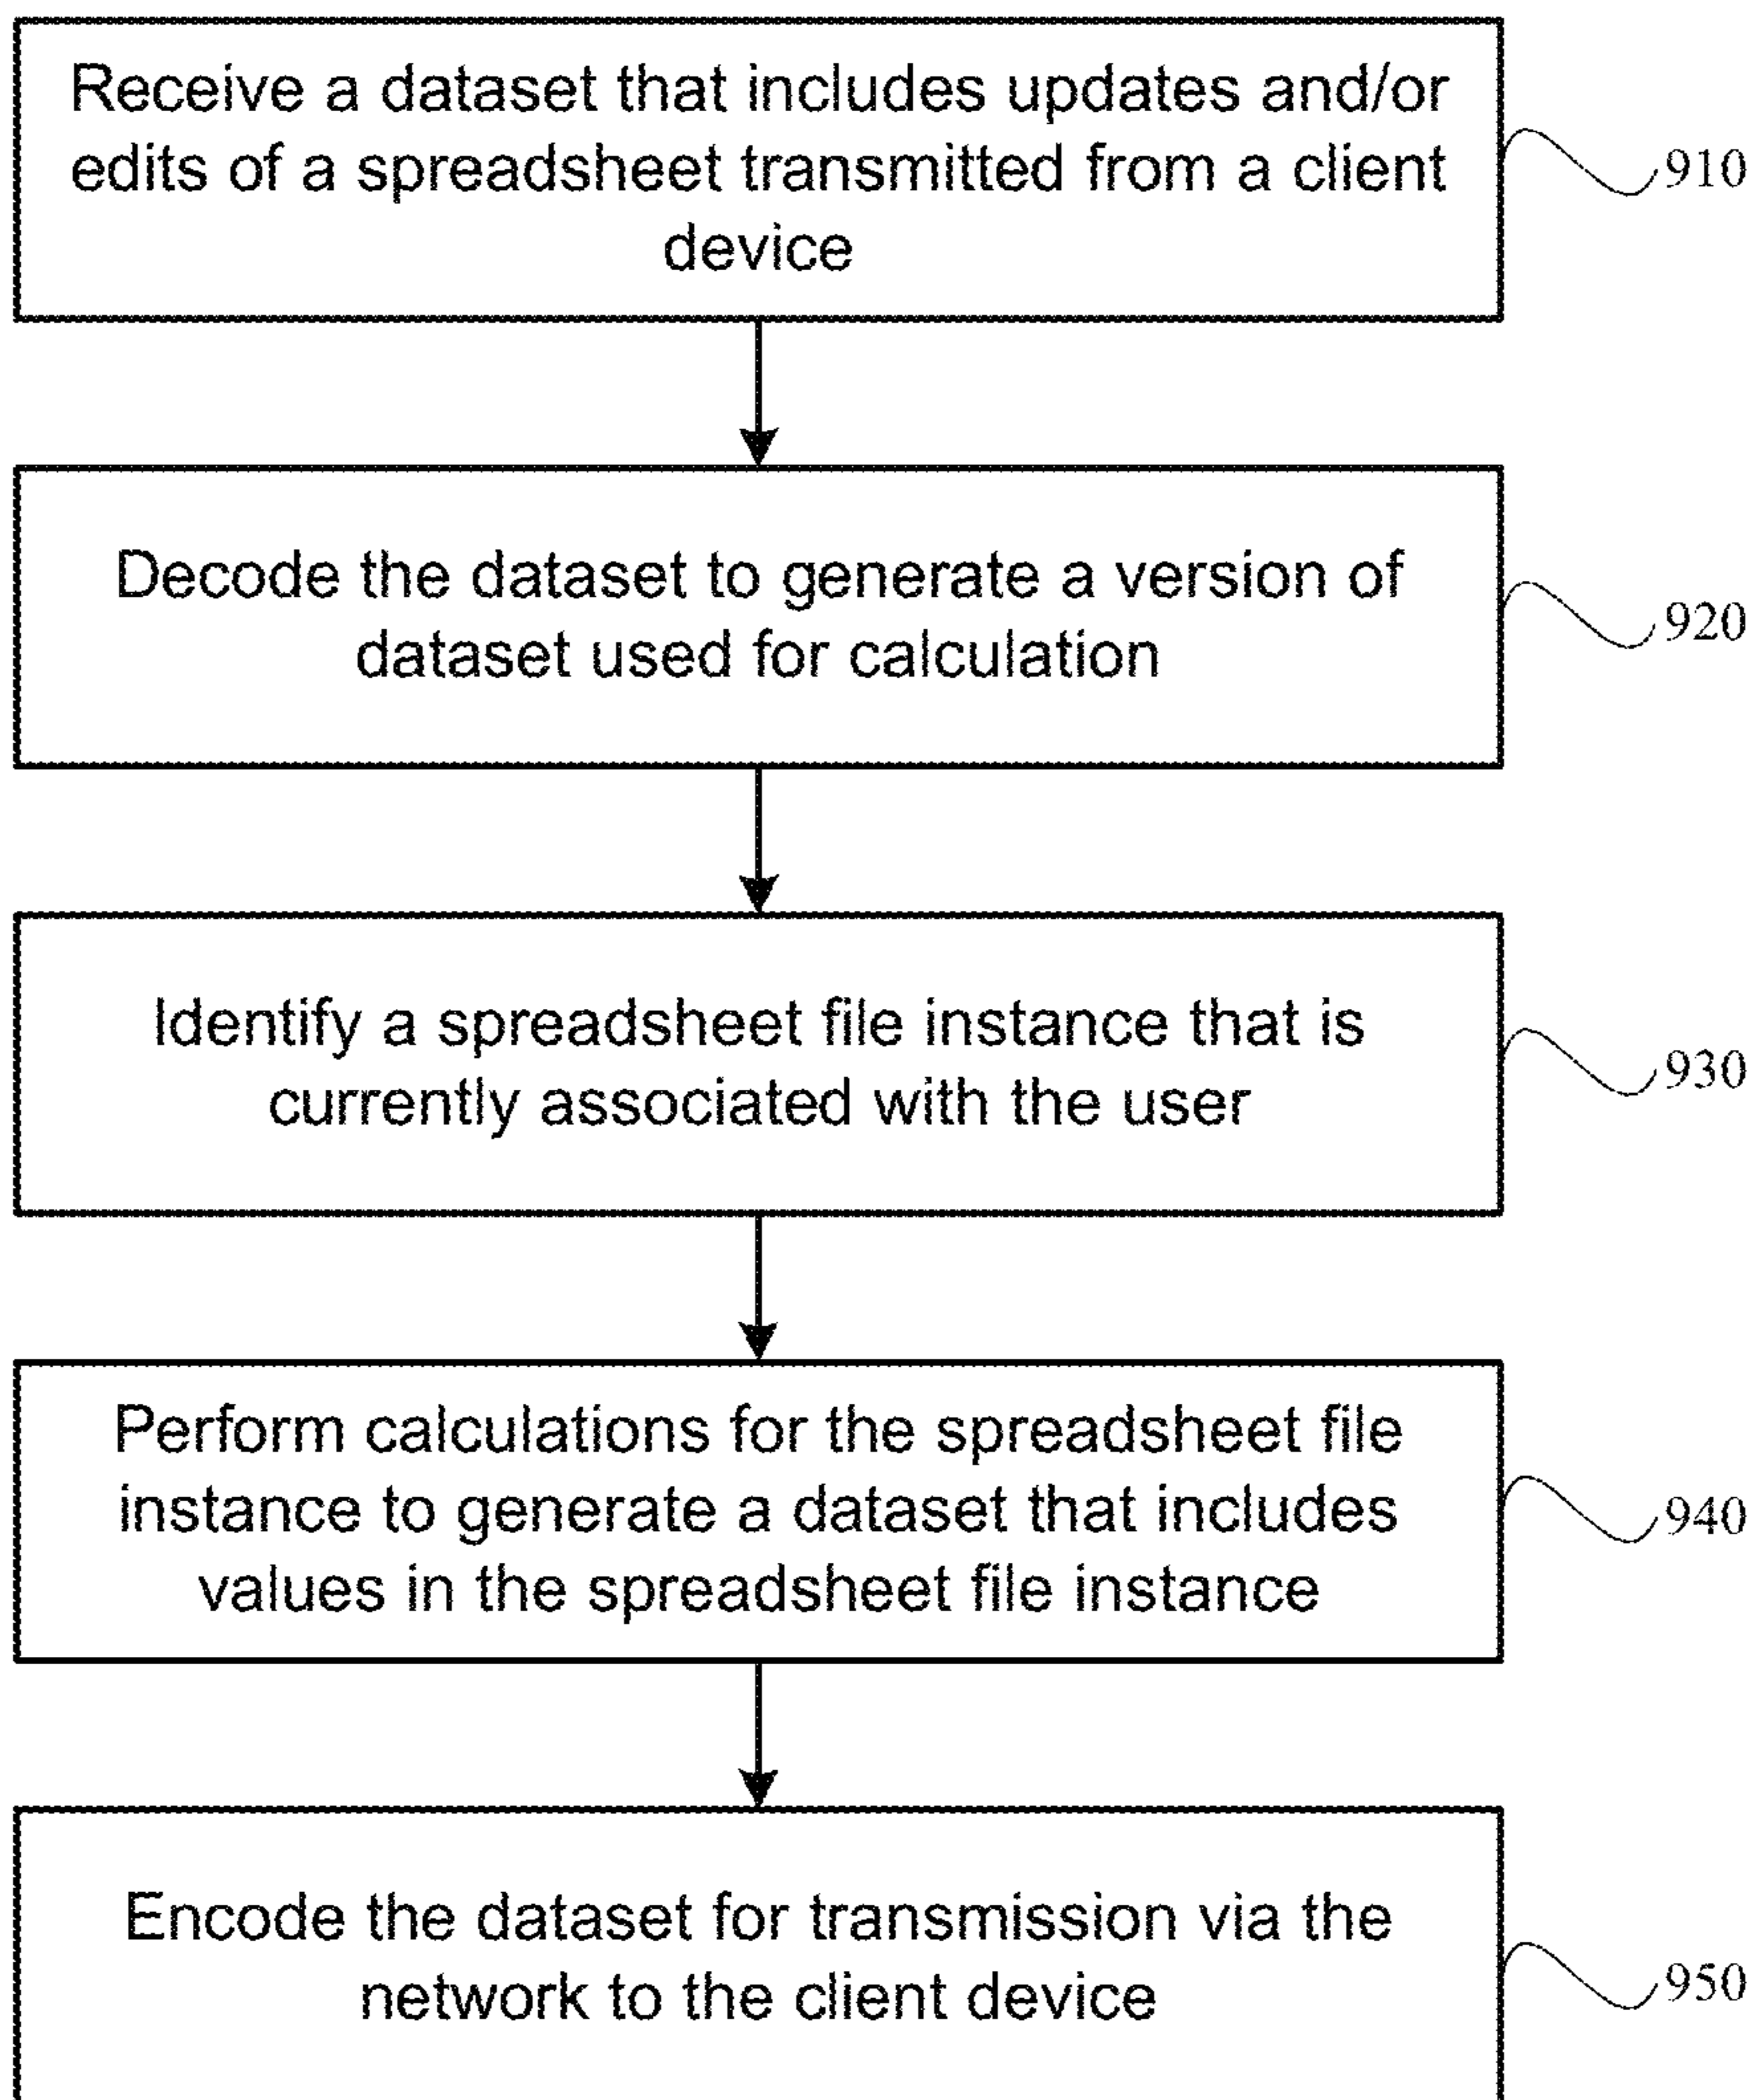 Receive a dataset that includes updates and/or
edits of a spreadsheet transmitted from a client
device
910
Decode the dataset to generate a version of
dataset used for calculation
920
Identify a spreadsheet file instance that is
currently associated with the user
930
Perform calculations for the spreadsheet file
instance to generate a dataset that includes
values in the spreadsheet file instance
940
Encode the dataset for transmission via the
network to the client device
950